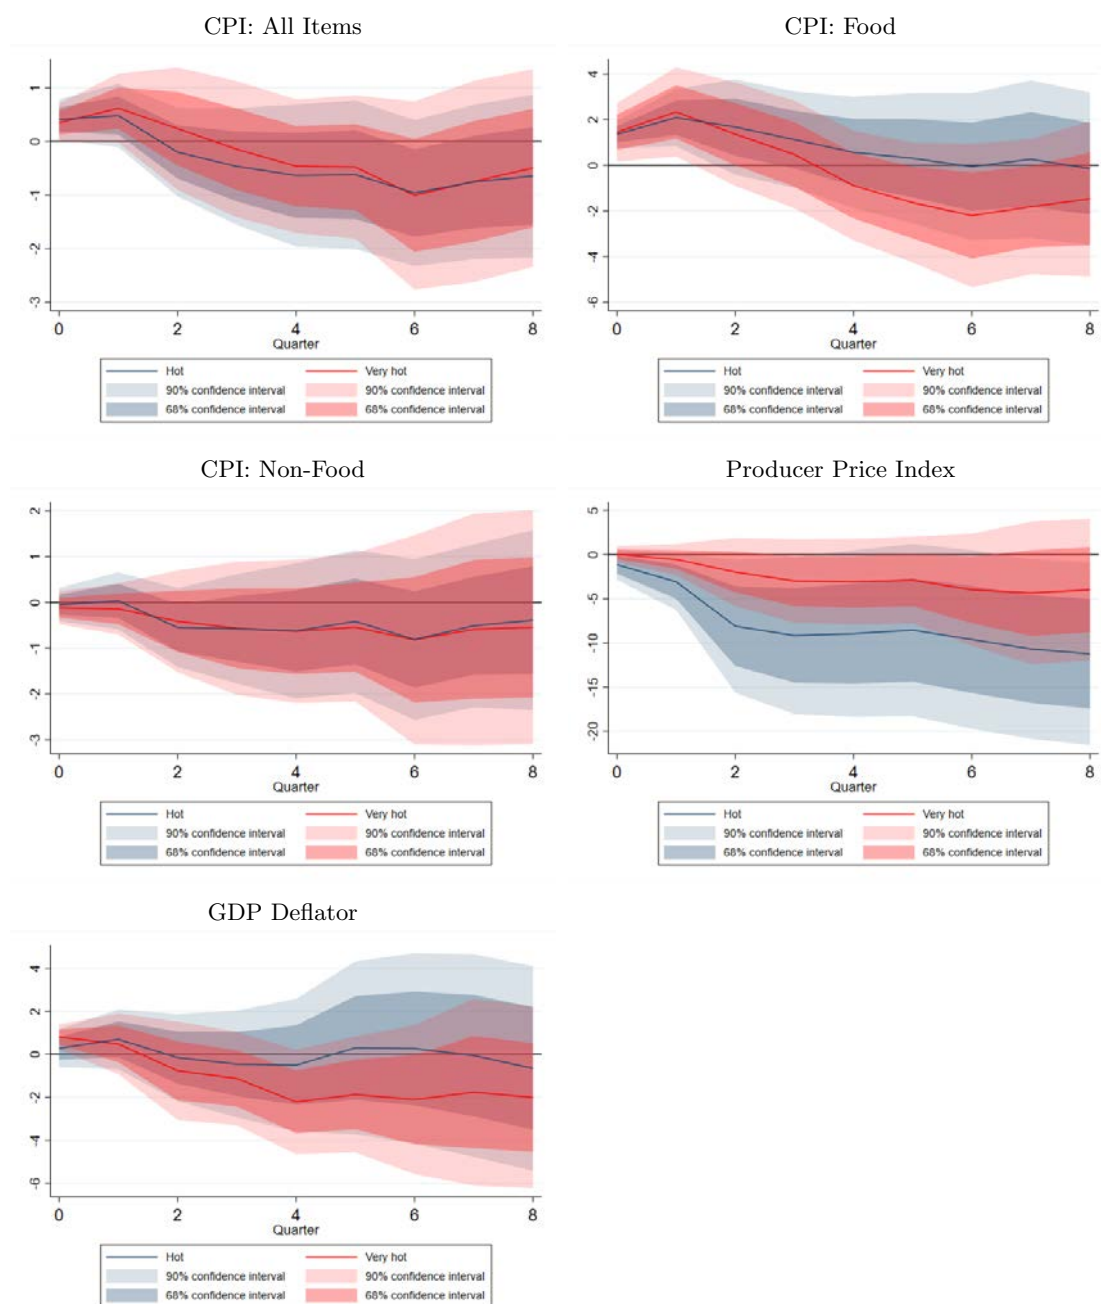 CPI: All Items
1
0
-1
-2
-3
0 2 4 6 8
Quarter
Hot Very hot
90% confidence interval 90% confidence interval
68% confidence interval 68% confidence interval
CPI: Food
4
2
0
-2
-4
-6
0 2 4 6 8
Quarter
Hot Very hot
90% confidence interval 90% confidence interval
68% confidence interval 68% confidence interval
CPI: Non-Food
2
1
0
-1
-2
-3
0 2 4 6 8
Quarter
Hot Very hot
90% confidence interval 90% confidence interval
68% confidence interval 68% confidence interval
Producer Price Index
5
0
-5
-10
-15
-20
0 2 4 6 8
Quarter
Hot Very hot
90% confidence interval 90% confidence interval
68% confidence interval 68% confidence interval
GDP Deflator
4
2
0
-2
-4
-6
0 2 4 6 8
Quarter
Hot Very hot
90% confidence interval 90% confidence interval
68% confidence interval 68% confidence interval